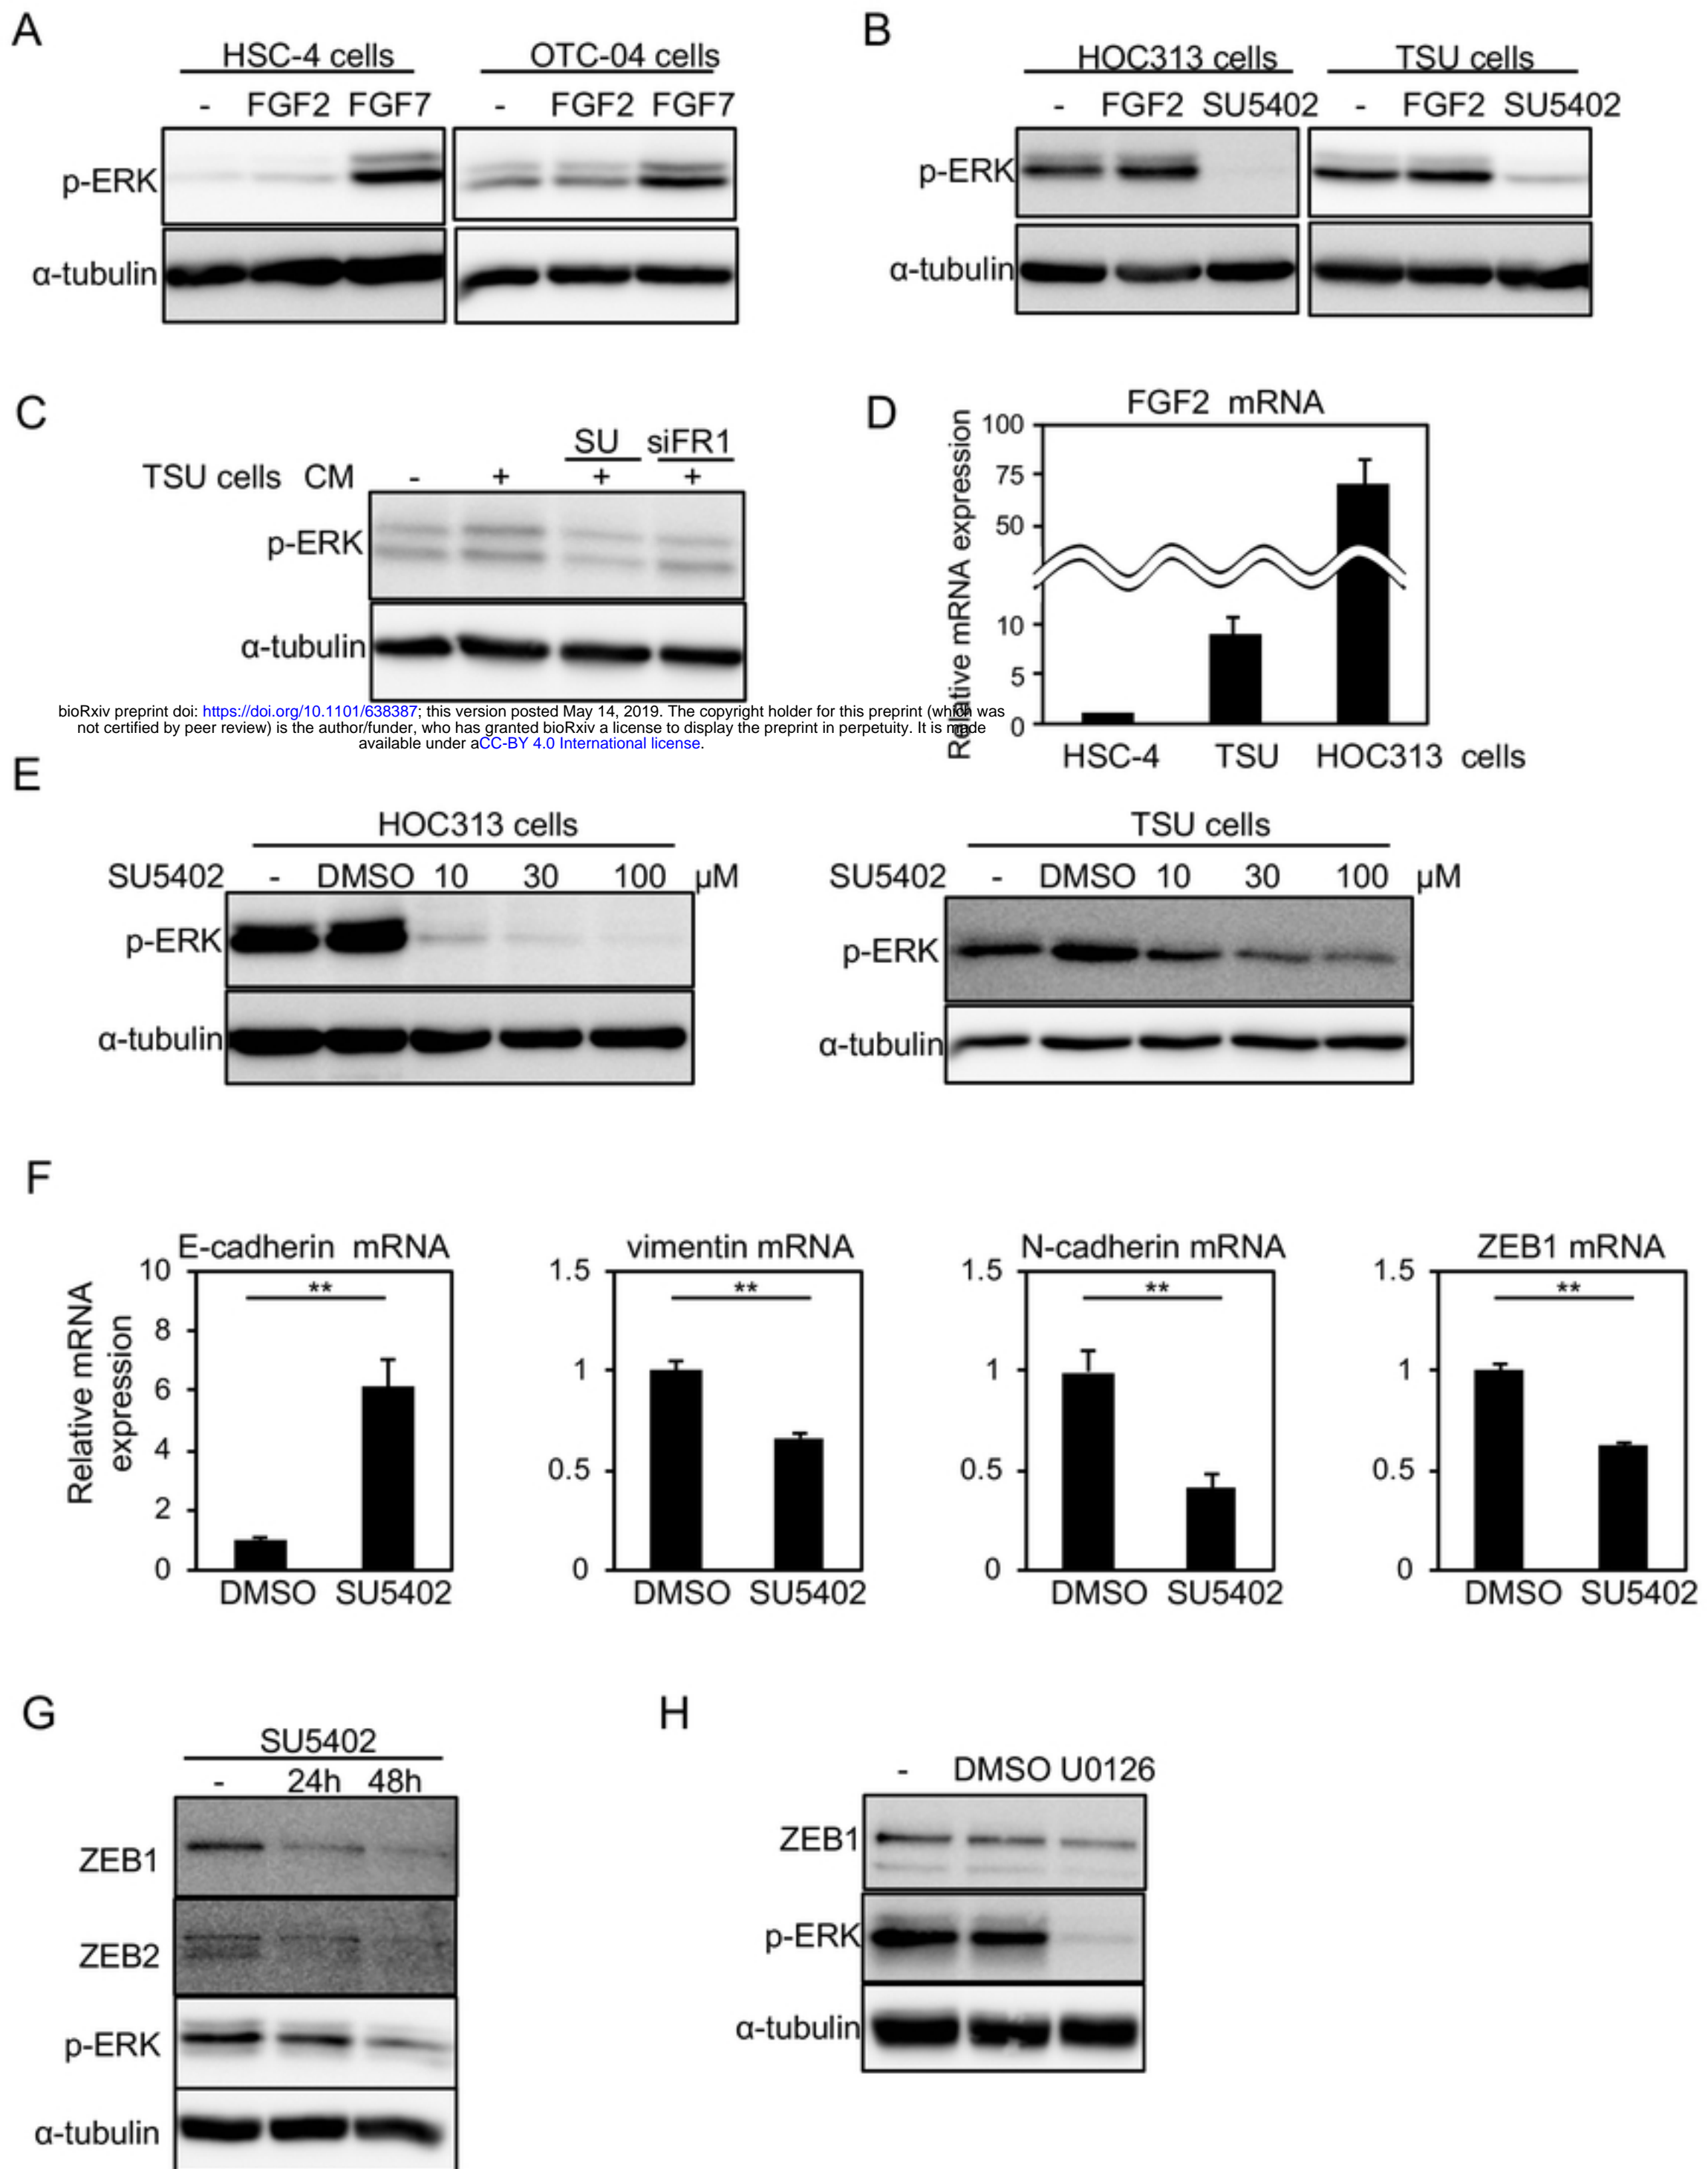 A
HSC-4 cells OTC-04 cells
- FGF2 FGF7 - FGF2 FGF7
p-ERK
α-tubulin
B
HOC313 cells TSU cells
- FGF2 SU5402 - FGF2 SU5402
p-ERK
α-tubulin
C
SU siFR1
TSU cells CM - + + +
p-ERK
α-tubulin
D
FGF2 mRNA
Relative mRNA expression
100
75
50
10
5
0
HSC-4 TSU HOC313 cells
bioRxiv preprint doi: https://doi.org/10.1101/638387; this version posted May 14, 2019. The copyright holder for this preprint (which was
not certified by peer review) is the author/funder, who has granted bioRxiv a license to display the preprint in perpetuity. It is made
available under aCC-BY 4.0 International license.
E
HOC313 cells
SU5402 - DMSO 10 30 100 μM
p-ERK
α-tubulin
TSU cells
SU5402 - DMSO 10 30 100 μM
p-ERK
α-tubulin
F
Relative mRNA
expression
E-cadherin mRNA
10
8
6
4
2
0
**
DMSO SU5402
vimentin mRNA
1.5
1
0.5
0
**
DMSO SU5402
N-cadherin mRNA
1.5
1
0.5
0
**
DMSO SU5402
ZEB1 mRNA
1.5
1
0.5
0
**
DMSO SU5402
G
SU5402
- 24h 48h
ZEB1
ZEB2
p-ERK
α-tubulin
H
- DMSO U0126
ZEB1
p-ERK
α-tubulin